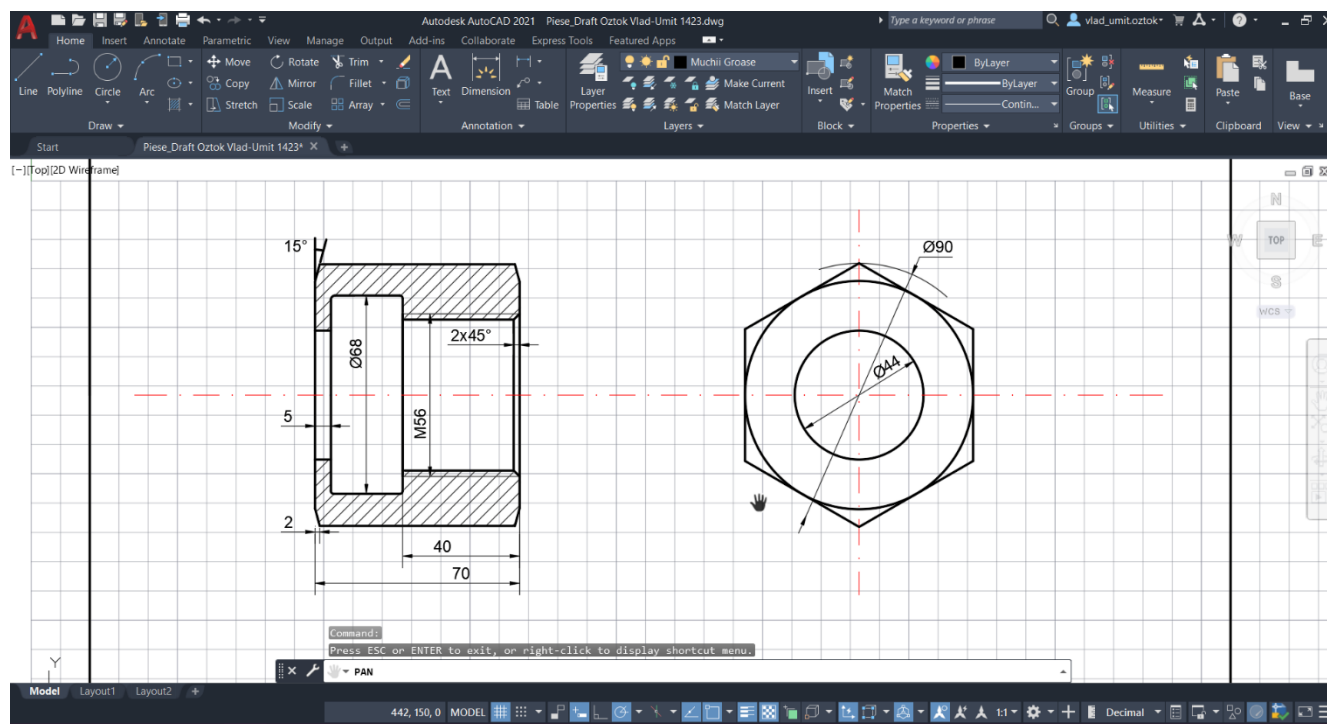 Autodesk AutoCAD 2021 Piese_Draft Oztok Vlad-Umit 1423.dwg
Type a keyword or phrase
vlad_umit.oztok
Home Insert Annotate Parametric View Manage Output Add-ins Collaborate Express Tools Featured Apps
Move Rotate Trim
Copy Mirror Fillet
Stretch Scale Array
Line Polyline Circle Arc
Text Dimension
Table
Layer Properties
Muchii Groase
Make Current
Match Layer
Insert
Match Properties
ByLayer
ByLayer
Contin...
Group
Measure
Paste
Base
Draw Modify Annotation Layers Block Properties Groups Utilities Clipboard View
Start Piese_Draft Oztok Vlad-Umit 1423*
[−][Top][2D Wireframe]
N
W TOP E
S
WCS
15°
Ø90
2x45°
Ø68
Ø44
5
M56
2
40
70
Command:
Press ESC or ENTER to exit, or right-click to display shortcut menu.
PAN
Y
Model Layout1 Layout2
442, 150, 0 MODEL 1:1 Decimal